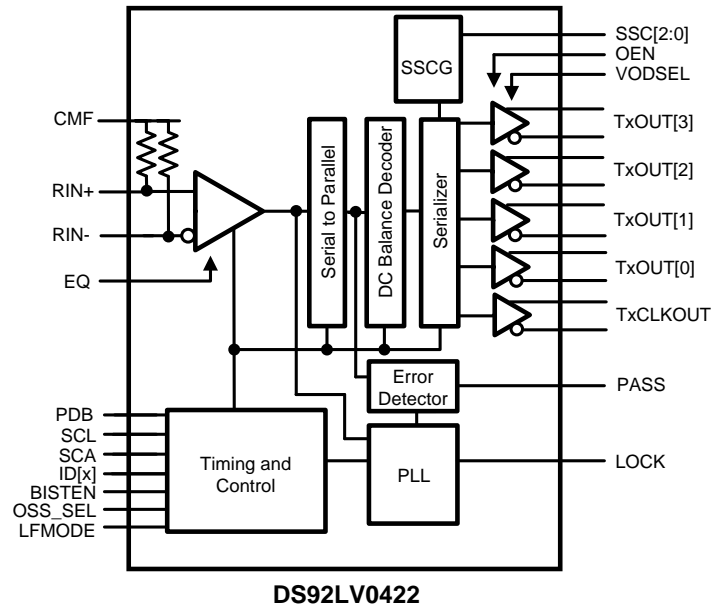 SSC[2:0]
OEN
VODSEL
SSCG
CMF
TxOUT[3]
RIN+
TxOUT[2]
Serial to Parallel
DC Balance Decoder
Serializer
TxOUT[1]
RIN-
TxOUT[0]
EQ
TxCLKOUT
Error
Detector
PASS
PDB
SCL
SCA
ID[x]
BISTEN
OSS_SEL
LFMODE
Timing and
Control
PLL
LOCK
DS92LV0422